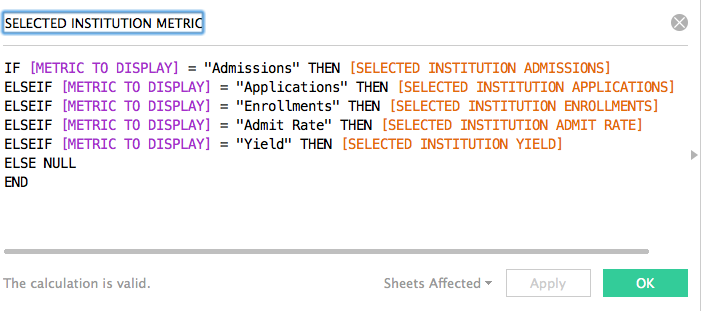 SELECTED INSTITUTION METRIC
IF [METRIC TO DISPLAY] = "Admissions" THEN [SELECTED INSTITUTION ADMISSIONS]
ELSEIF [METRIC TO DISPLAY] = "Applications" THEN [SELECTED INSTITUTION APPLICATIONS]
ELSEIF [METRIC TO DISPLAY] = "Enrollments" THEN [SELECTED INSTITUTION ENROLLMENTS]
ELSEIF [METRIC TO DISPLAY] = "Admit Rate" THEN [SELECTED INSTITUTION ADMIT RATE]
ELSEIF [METRIC TO DISPLAY] = "Yield" THEN [SELECTED INSTITUTION YIELD]
ELSE NULL
END
The calculation is valid.
Sheets Affected
Apply
OK